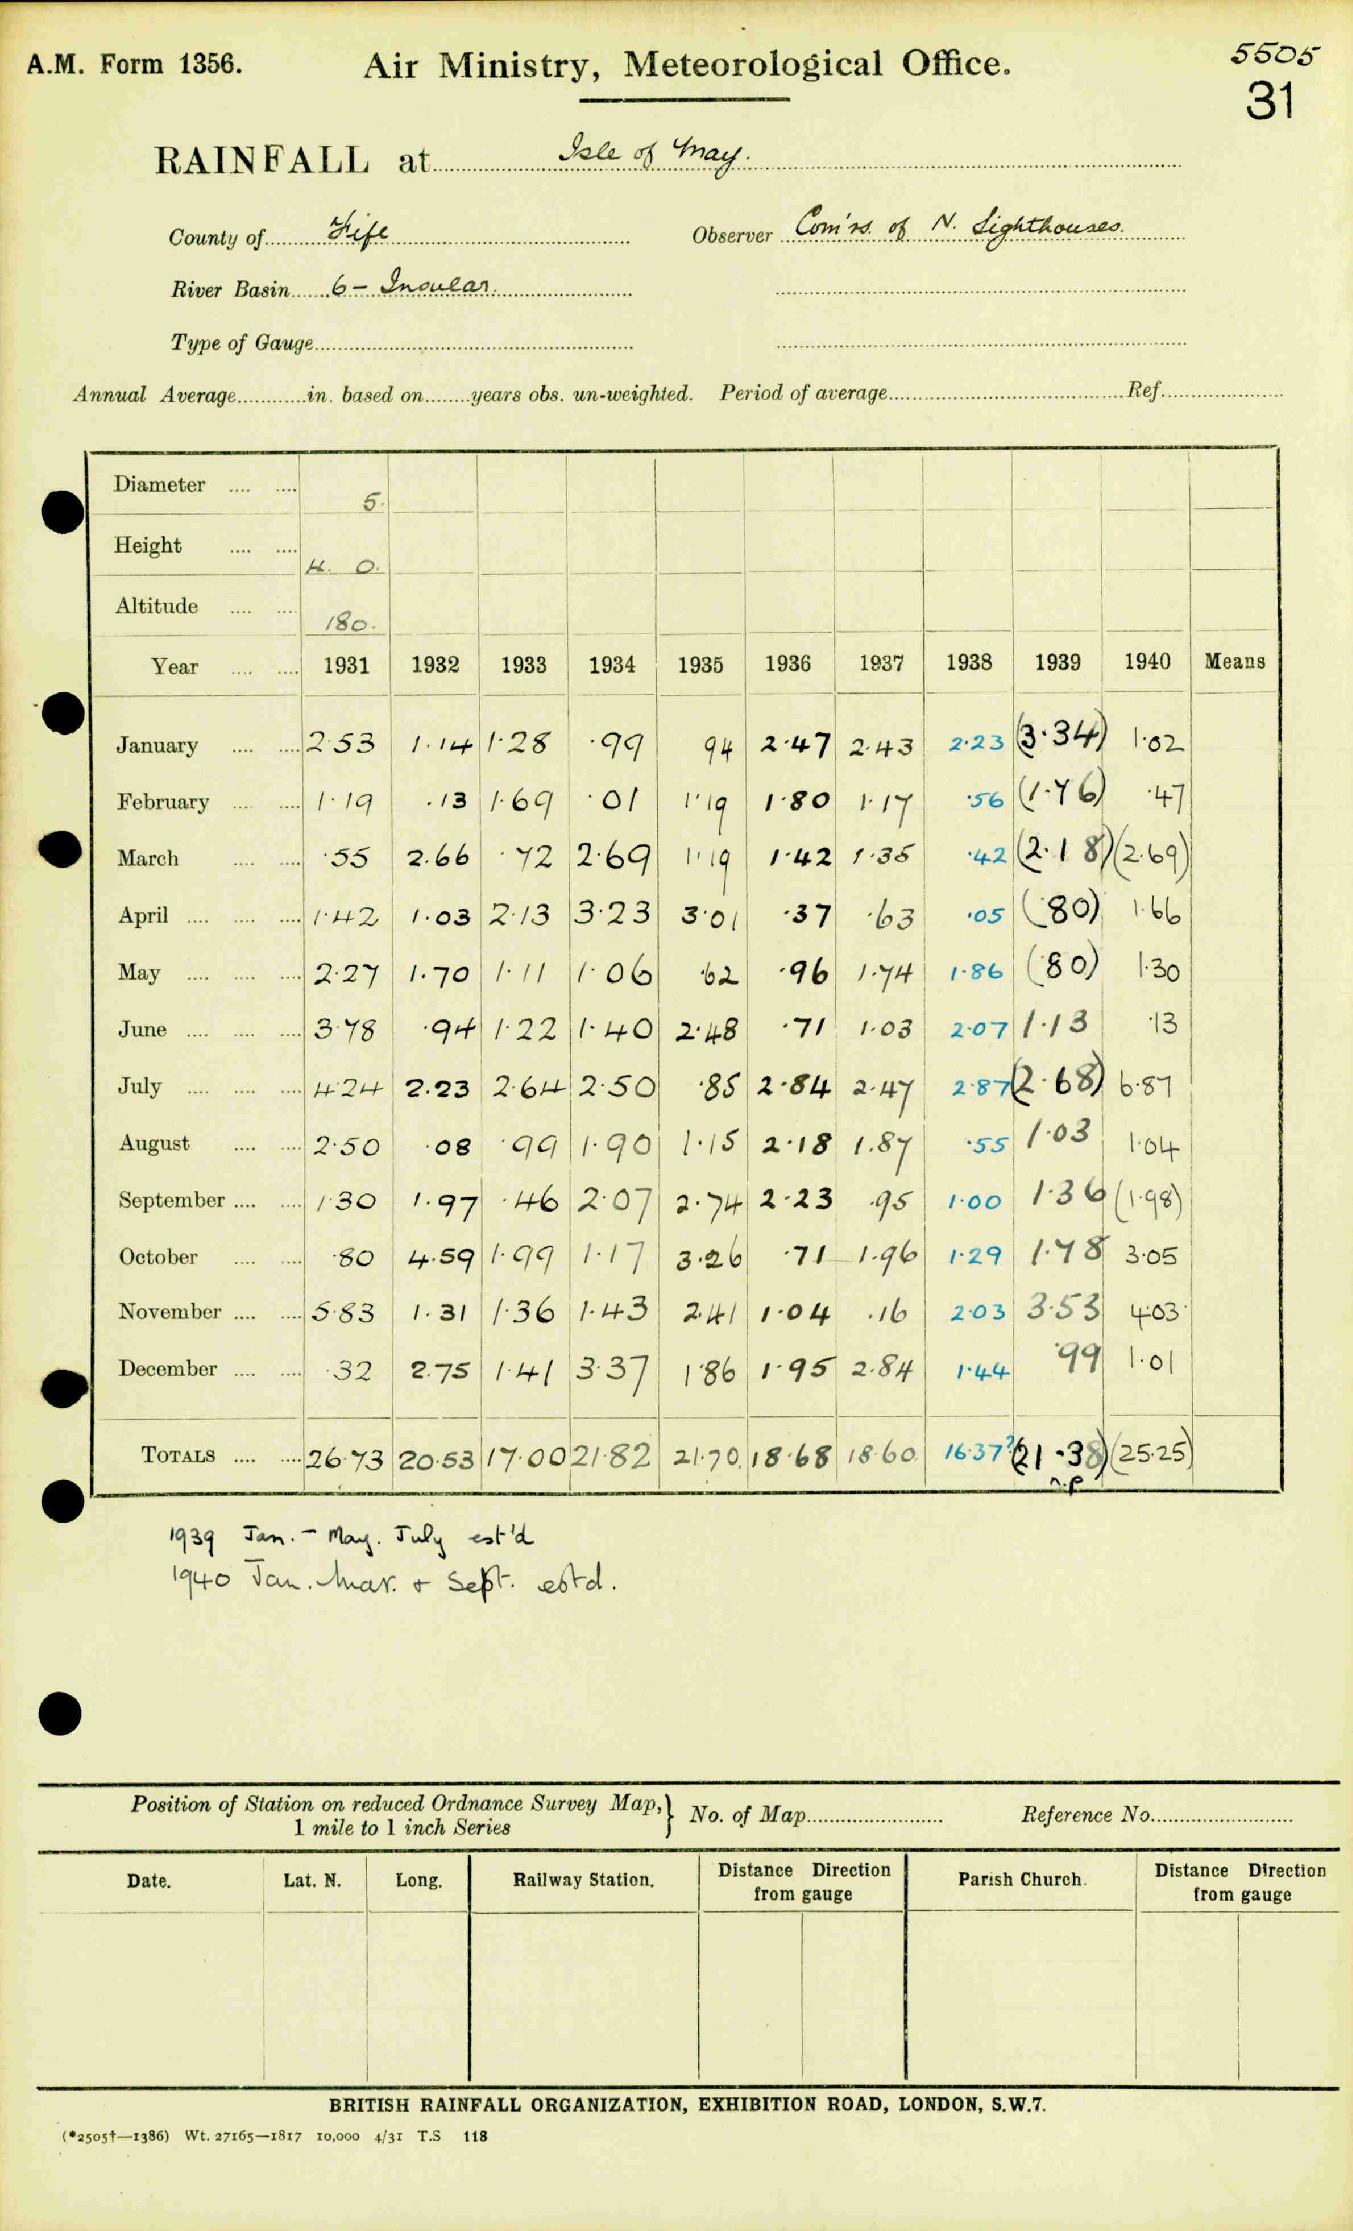 A.M. Form 1356.
Air Ministry, Meteorological Office.
5505
31
RAINFALL at Isle of May.
County of Fife Observer Com'rs. of N. Lighthouses.
River Basin 6 - Insular.
Type of Gauge
Annual Average in. based on years obs. un-weighted. Period of average Ref.
Diameter 5.
Height 4. 0.
Altitude 180.
Year 1931 1932 1933 1934 1935 1936 1937 1938 1939 1940 Means
January 2.53 1.14 1.28 .99 94 2.47 2.43 2.23 (3.34) 1.02
February 1.19 .13 1.69 .01 1.19 1.80 1.17 .56 (1.76) .47
March .55 2.66 .72 2.69 1.19 1.42 1.35 .42 (2.18) (2.69)
April 1.42 1.03 2.13 3.23 3.01 .37 .63 .05 (.80) 1.66
May 2.27 1.70 1.11 1.06 .62 .96 1.74 1.86 (.80) 1.30
June 3.78 .94 1.22 1.40 2.48 .71 1.03 2.07 1.13 .13
July 4.24 2.23 2.64 2.50 .85 2.84 2.47 2.87 (2.68) 6.87
August 2.50 .08 .99 1.90 1.15 2.18 1.87 .55 1.03 1.04
September 1.30 1.97 .46 2.07 2.74 2.23 .95 1.00 1.36 (1.98)
October .80 4.59 1.99 1.17 3.26 .71 1.96 1.29 1.78 3.05
November 5.83 1.31 1.36 1.43 2.41 1.04 .16 2.03 3.53 4.03
December .32 2.75 1.41 3.37 1.86 1.95 2.84 1.44 .99 1.01
TOTALS 26.73 20.53 17.00 21.82 21.70 18.68 18.60 16.37? (21.38) (25.25)
n.p
1939 Jan. - May. July est'd
1940 Jan. Mar. + Sept. estd.
Position of Station on reduced Ordnance Survey Map,} No. of Map Reference No.
1 mile to 1 inch Series
Date. Lat. N. Long. Railway Station. Distance Direction from gauge Parish Church. Distance Direction from gauge
BRITISH RAINFALL ORGANIZATION, EXHIBITION ROAD, LONDON, S.W.7.
(*2505†—1386) Wt. 27165—1817 10,000 4/31 T.S 118